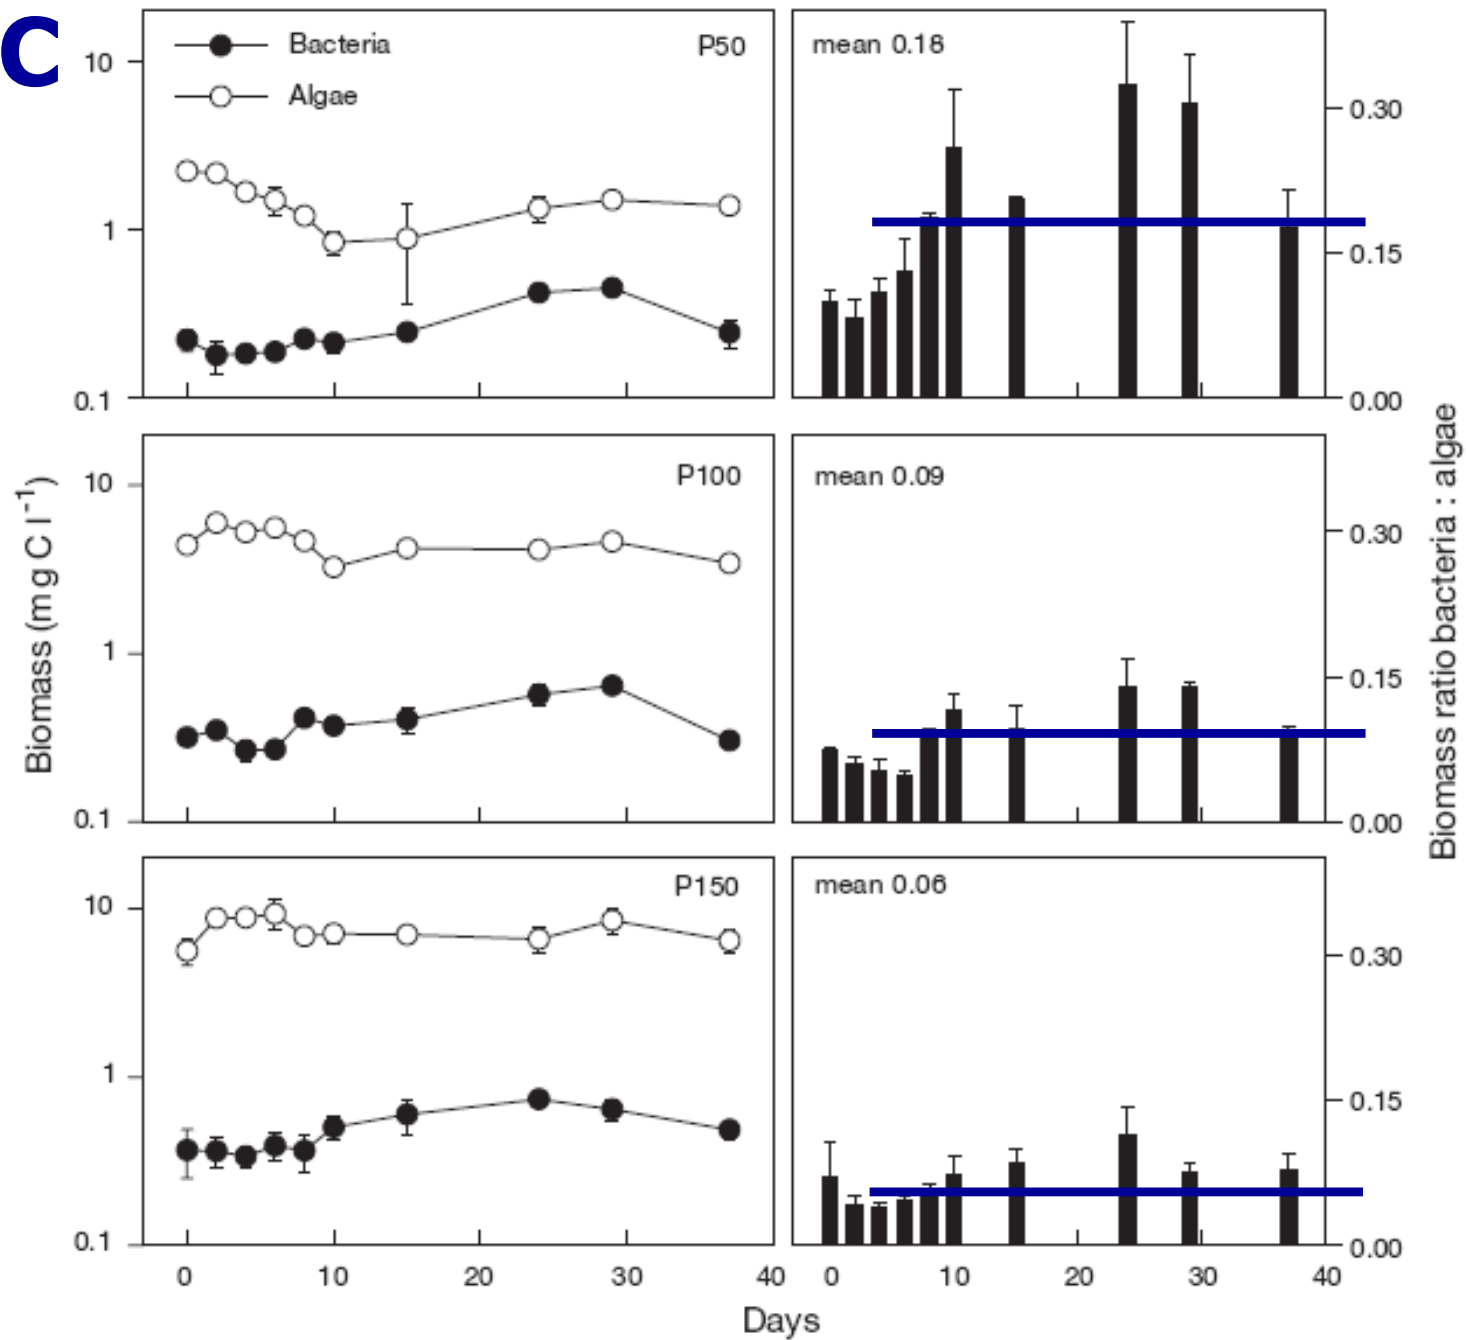 C
Bacteria
Algae
P50
mean 0.18
10
1
0.1
0.30
0.15
0.00
P100
mean 0.09
10
1
0.1
0.30
0.15
0.00
P150
mean 0.06
10
1
0.1
0.30
0.15
0.00
0 10 20 30 40
0 10 20 30 40
Days
Biomass (mg C l⁻¹)
Biomass ratio bacteria : algae